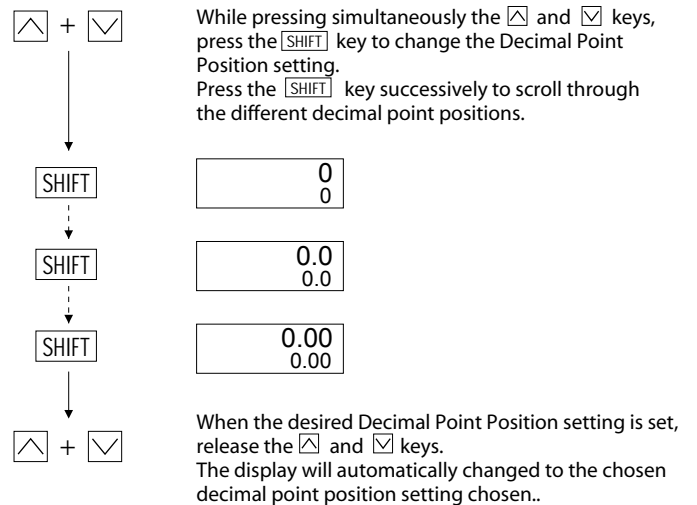 +
While pressing simultaneously the and keys,
press the SHIFT key to change the Decimal Point
Position setting.
Press the SHIFT key successively to scroll through
the different decimal point positions.
SHIFT
0
0
SHIFT
0.0
0.0
SHIFT
0.00
0.00
+
When the desired Decimal Point Position setting is set,
release the and keys.
The display will automatically changed to the chosen
decimal point position setting chosen..